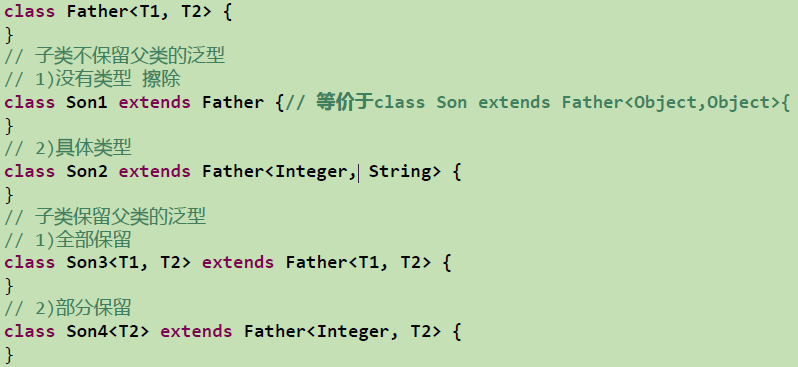 class Father<T1, T2> {
}
// 子类不保留父类的泛型
// 1)没有类型 擦除
class Son1 extends Father {// 等价于class Son extends Father<Object,Object>{
}
// 2)具体类型
class Son2 extends Father<Integer, String> {
}
// 子类保留父类的泛型
// 1)全部保留
class Son3<T1, T2> extends Father<T1, T2> {
}
// 2)部分保留
class Son4<T2> extends Father<Integer, T2> {
}